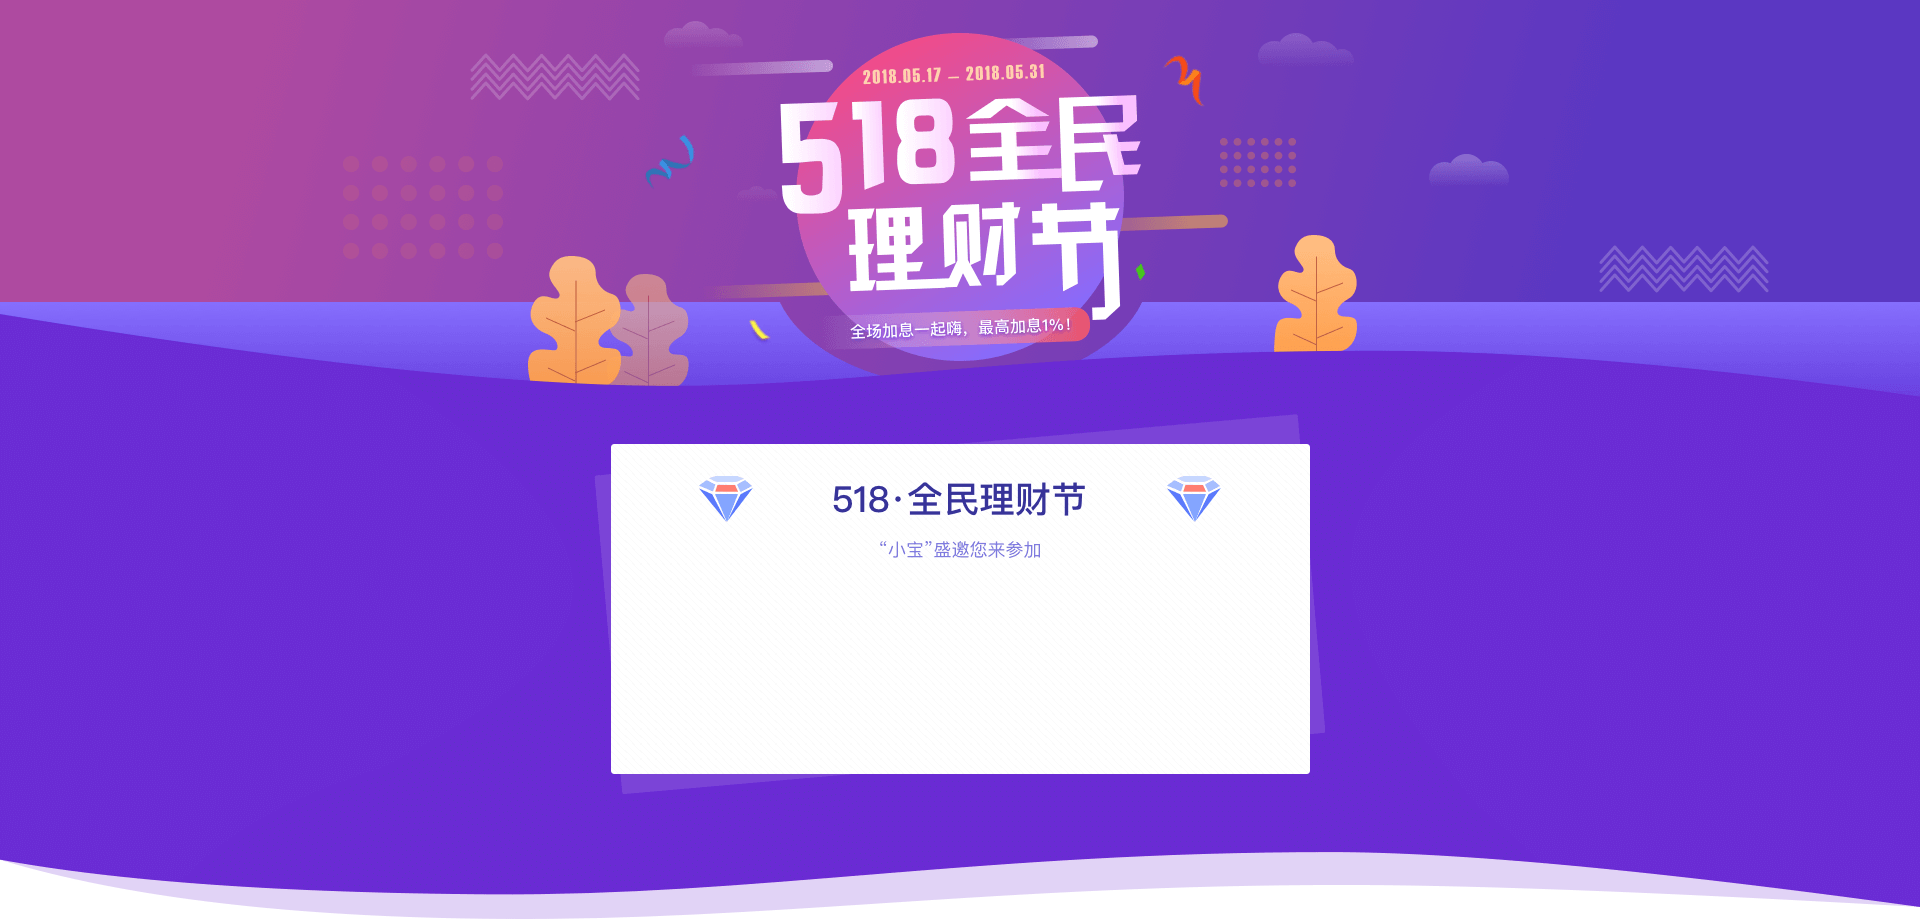 2018.05.17 — 2018.05.31
518全民
理财节
全场加息一起嗨，最高加息1%！
518·全民理财节
“小宝”盛邀您来参加